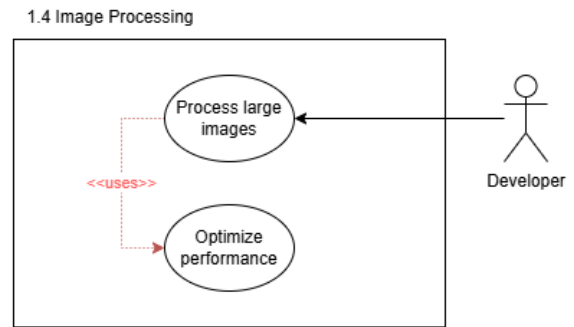 1.4 Image Processing
Process large
images
Developer
<<uses>>
Optimize
performance